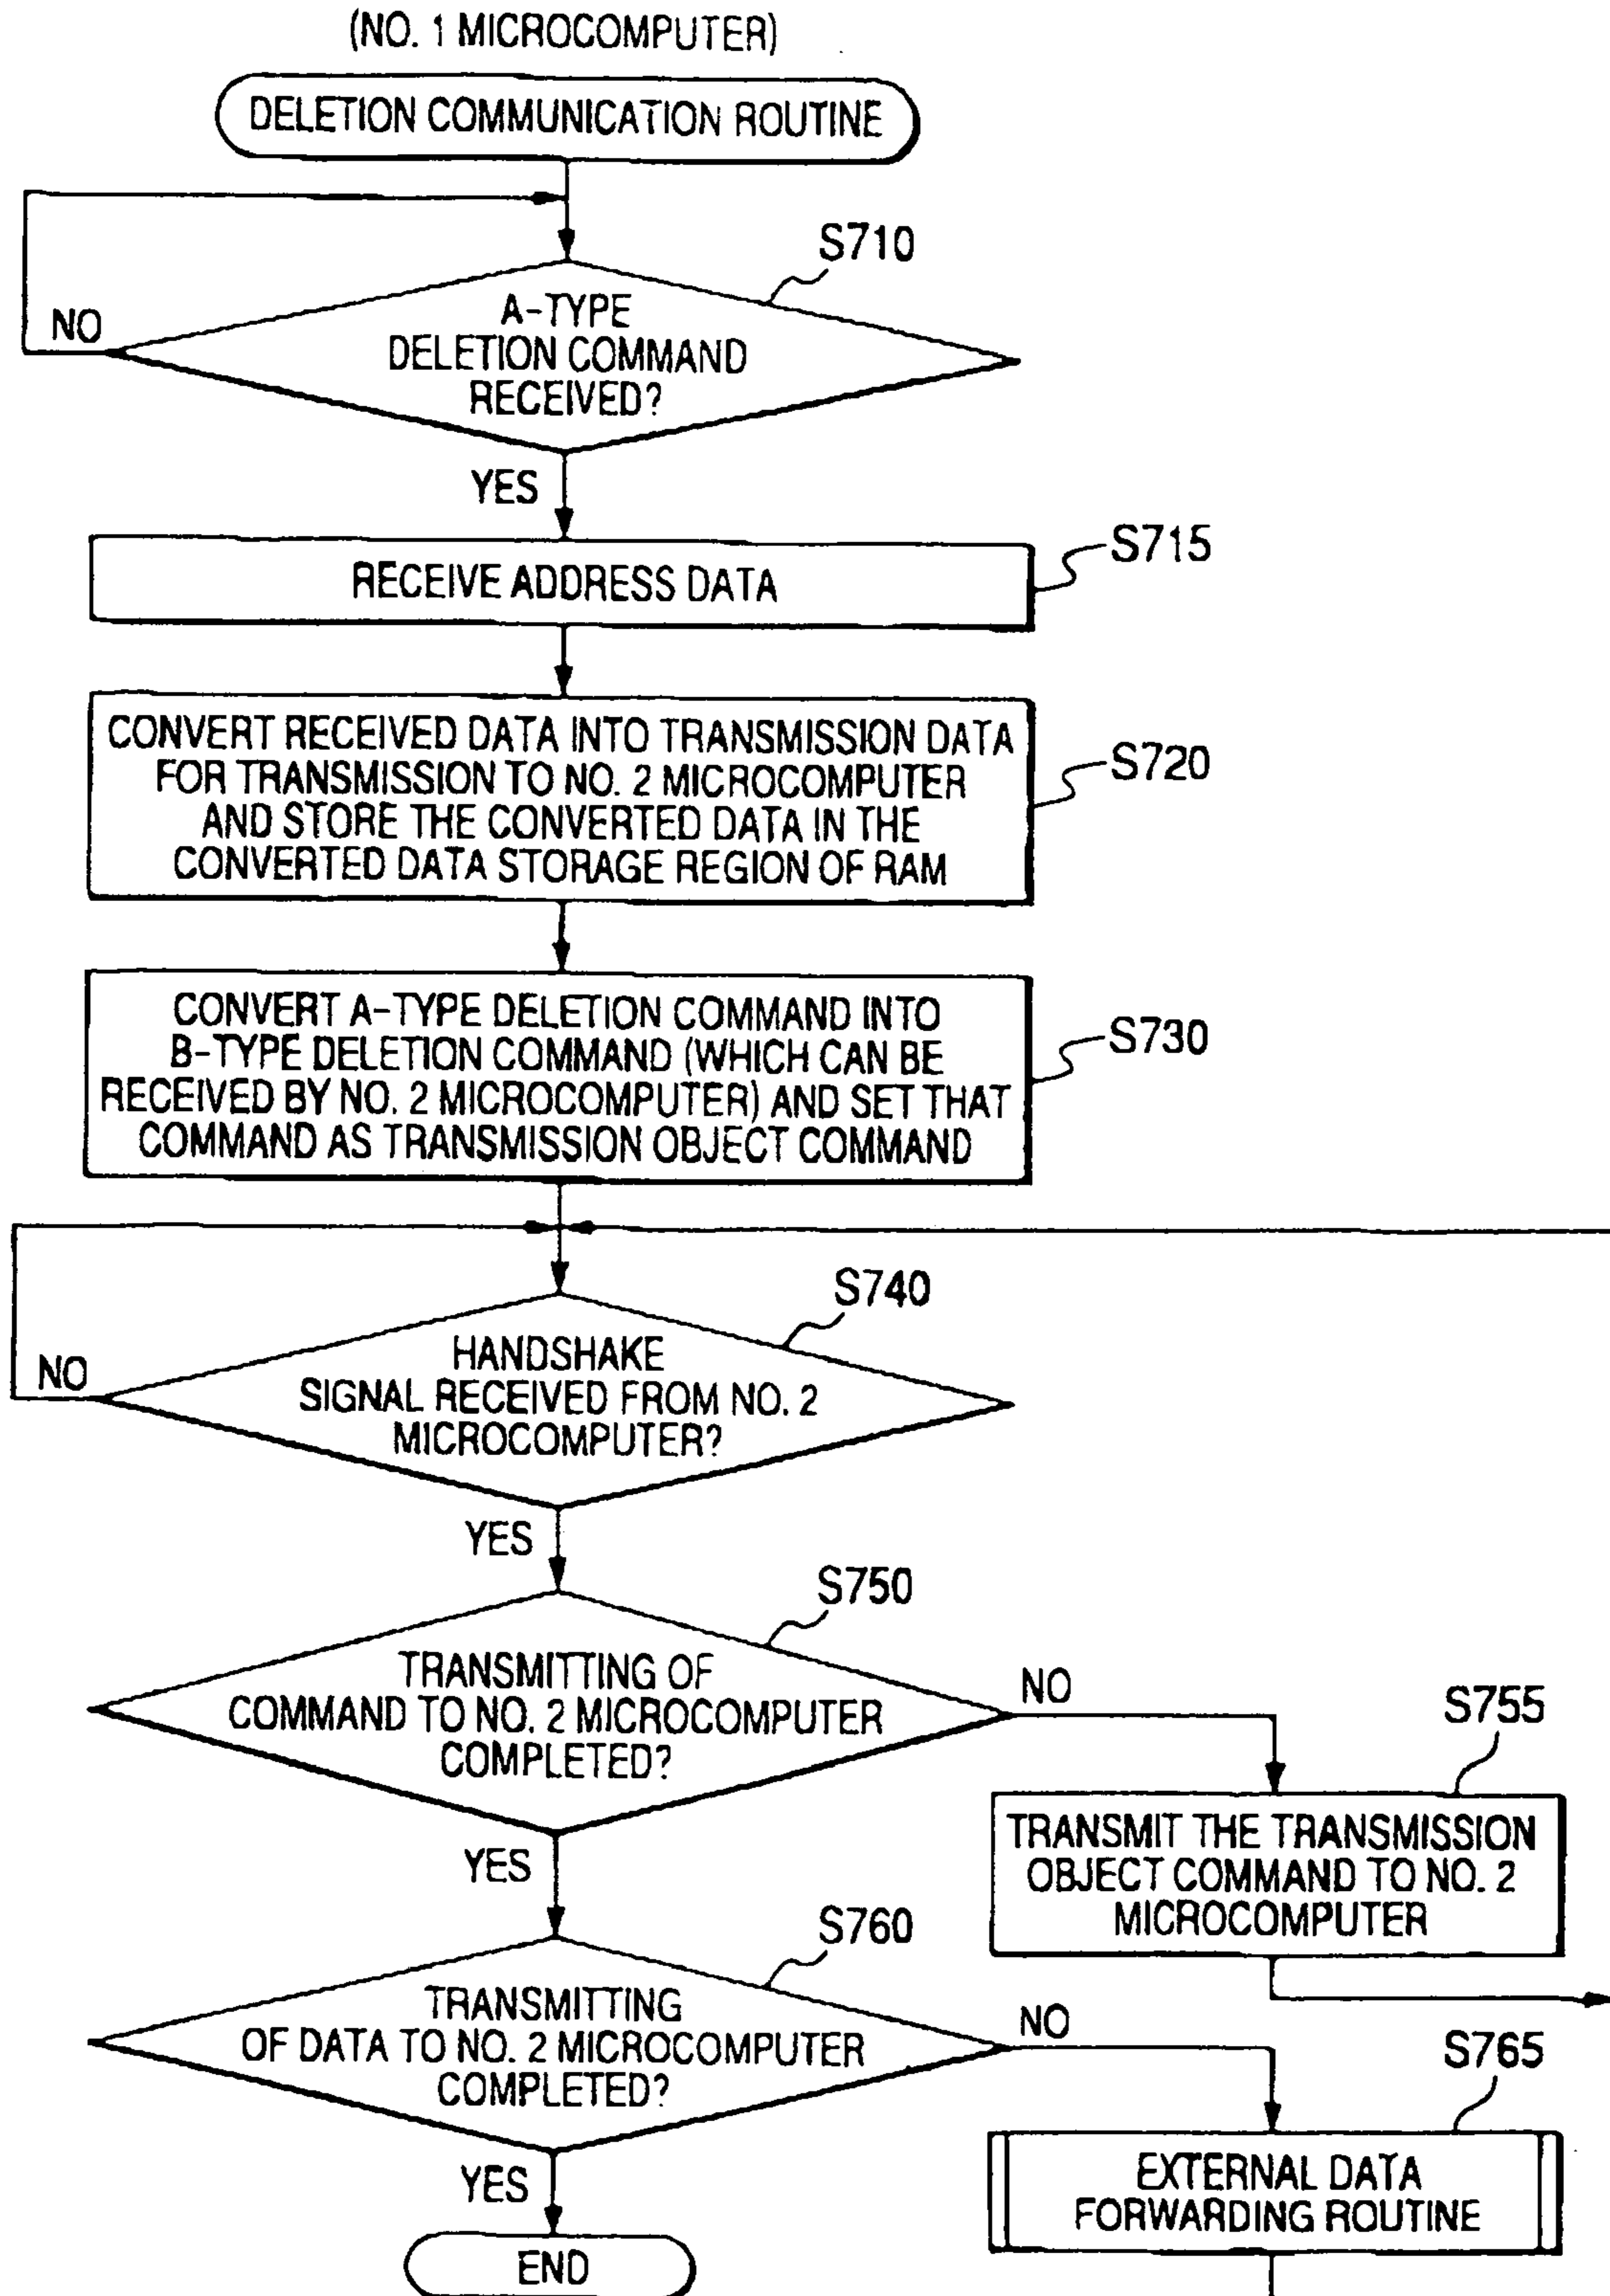 (NO. 1 MICROCOMPUTER)
DELETION COMMUNICATION ROUTINE
S710
A-TYPE
DELETION COMMAND
RECEIVED?
NO
YES
S715
RECEIVE ADDRESS DATA
S720
CONVERT RECEIVED DATA INTO TRANSMISSION DATA
FOR TRANSMISSION TO NO. 2 MICROCOMPUTER
AND STORE THE CONVERTED DATA IN THE
CONVERTED DATA STORAGE REGION OF RAM
S730
CONVERT A-TYPE DELETION COMMAND INTO
B-TYPE DELETION COMMAND (WHICH CAN BE
RECEIVED BY NO. 2 MICROCOMPUTER) AND SET THAT
COMMAND AS TRANSMISSION OBJECT COMMAND
S740
HANDSHAKE
SIGNAL RECEIVED FROM NO. 2
MICROCOMPUTER?
NO
YES
S750
TRANSMITTING OF
COMMAND TO NO. 2 MICROCOMPUTER
COMPLETED?
NO
YES
S755
TRANSMIT THE TRANSMISSION
OBJECT COMMAND TO NO. 2
MICROCOMPUTER
S760
TRANSMITTING
OF DATA TO NO. 2 MICROCOMPUTER
COMPLETED?
NO
YES
S765
EXTERNAL DATA
FORWARDING ROUTINE
END